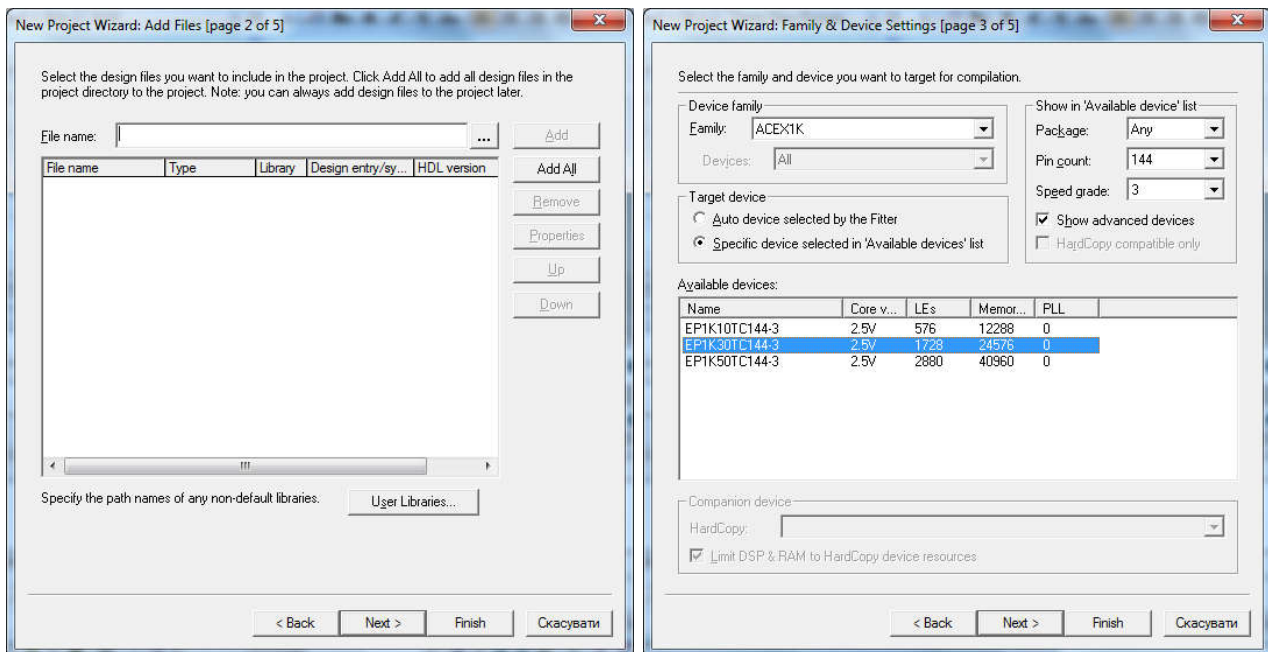 New Project Wizard: Add Files [page 2 of 5]
Select the design files you want to include in the project. Click Add All to add all design files in the
project directory to the project. Note: you can always add design files to the project later.
File name:
...
Add
File name Type Library Design entry/sy... HDL version
Add All
Remove
Properties
Up
Down
Specify the path names of any non-default libraries.
User Libraries...
< Back Next > Finish Скасувати
New Project Wizard: Family & Device Settings [page 3 of 5]
Select the family and device you want to target for compilation.
Device family
Family: ACEX1K
Devices: All
Target device
Auto device selected by the Fitter
Specific device selected in 'Available devices' list
Show in 'Available device' list
Package: Any
Pin count: 144
Speed grade: 3
Show advanced devices
HardCopy compatible only
Available devices:
Name Core v... LEs Memor... PLL
EP1K10TC144-3 2.5V 576 12288 0
EP1K30TC144-3 2.5V 1728 24576 0
EP1K50TC144-3 2.5V 2880 40960 0
Companion device
HardCopy:
Limit DSP & RAM to HardCopy device resources
< Back Next > Finish Скасувати